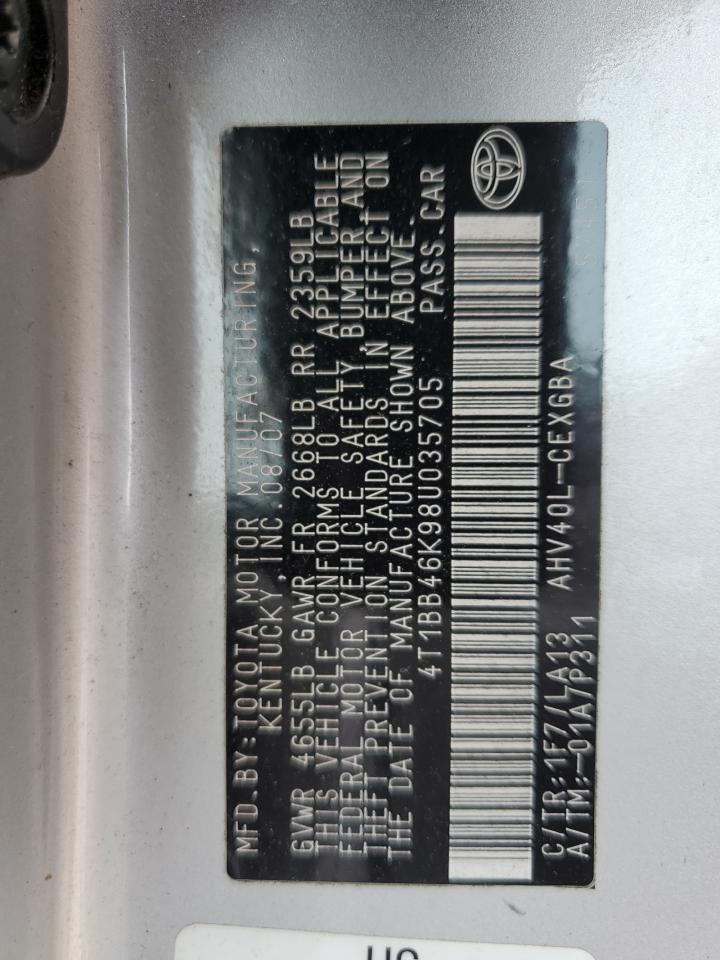 MFD.BY:TOYOTA MOTOR MANUFACTURING,
KENTUCKY,INC.08/07
GVWR 4655LB GAWR FR 2668LB RR 2359LB
THIS VEHICLE CONFORMS TO ALL APPLICABLE
FEDERAL MOTOR VEHICLE SAFETY, BUMPER,AND
THEFT PREVENTION STANDARDS IN EFFECT ON
THE DATE OF MANUFACTURE SHOWN ABOVE.
4T1BB46K98U035705 PASS.CAR
C/TR:1F7/LA13 AHV40L-CEXGBA
A/TM:-01A/P311